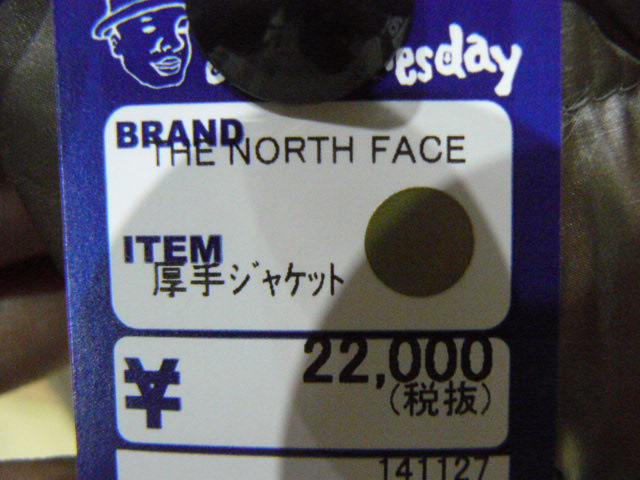 esday
BRAND
THE NORTH FACE
ITEM
厚手ジャケット
¥ 22,000
(税抜)
141127